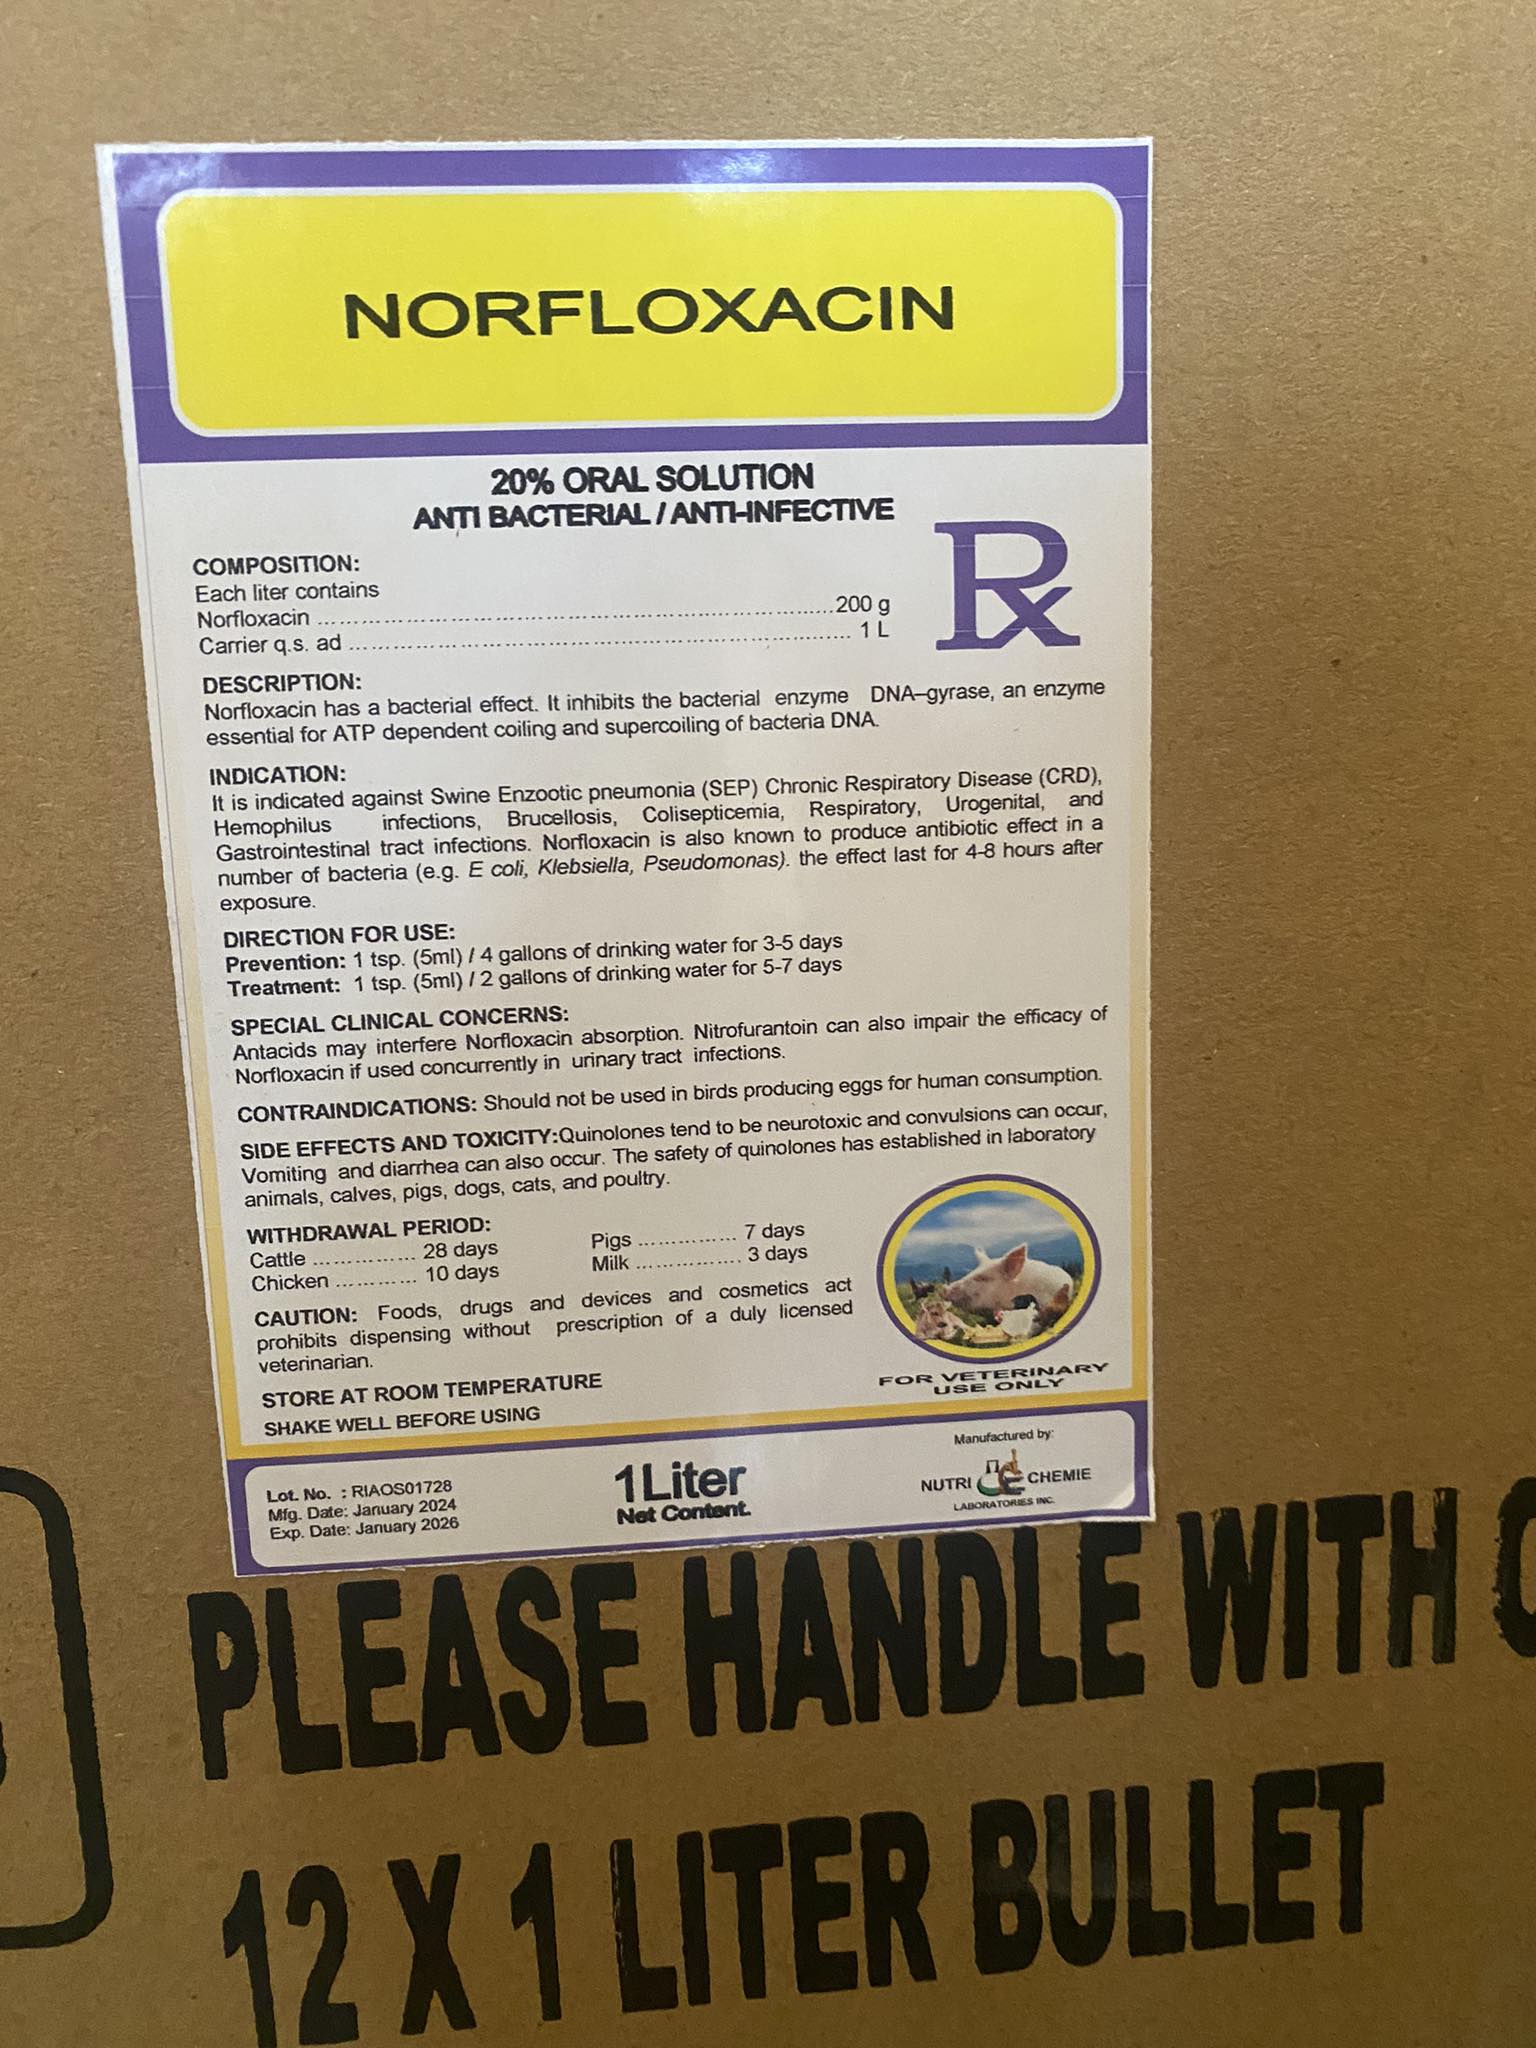 NORFLOXACIN
20% ORAL SOLUTION
ANTI BACTERIAL / ANTI-INFECTIVE
Rx
COMPOSITION:
Each liter contains
Norfloxacin ........................................................................200 g
Carrier q.s. ad ..................................................................... 1 L
DESCRIPTION:
Norfloxacin has a bacterial effect. It inhibits the bacterial enzyme DNA–gyrase, an enzyme
essential for ATP dependent coiling and supercoiling of bacteria DNA.
INDICATION:
It is indicated against Swine Enzootic pneumonia (SEP) Chronic Respiratory Disease (CRD),
Hemophilus infections, Brucellosis, Colisepticemia, Respiratory, Urogenital, and
Gastrointestinal tract infections. Norfloxacin is also known to produce antibiotic effect in a
number of bacteria (e.g. E coli, Klebsiella, Pseudomonas). the effect last for 4-8 hours after
exposure.
DIRECTION FOR USE:
Prevention: 1 tsp. (5ml) / 4 gallons of drinking water for 3-5 days
Treatment: 1 tsp. (5ml) / 2 gallons of drinking water for 5-7 days
SPECIAL CLINICAL CONCERNS:
Antacids may interfere Norfloxacin absorption. Nitrofurantoin can also impair the efficacy of
Norfloxacin if used concurrently in urinary tract infections.
CONTRAINDICATIONS: Should not be used in birds producing eggs for human consumption.
SIDE EFFECTS AND TOXICITY:Quinolones tend to be neurotoxic and convulsions can occur,
Vomiting and diarrhea can also occur. The safety of quinolones has established in laboratory
animals, calves, pigs, dogs, cats, and poultry.
WITHDRAWAL PERIOD:
Cattle ................ 28 days
Chicken ............ 10 days
Pigs ............... 7 days
Milk ................ 3 days
CAUTION: Foods, drugs and devices and cosmetics act
prohibits dispensing without prescription of a duly licensed
veterinarian.
STORE AT ROOM TEMPERATURE
SHAKE WELL BEFORE USING
FOR VETERINARY
USE ONLY
Lot. No. : RIAOS01728
Mfg. Date: January 2024
Exp. Date: January 2026
1Liter
Net Content.
Manufactured by:
NUTRI CHEMIE
LABORATORIES INC.
PLEASE HANDLE WITH
12 X 1 LITER BULLET